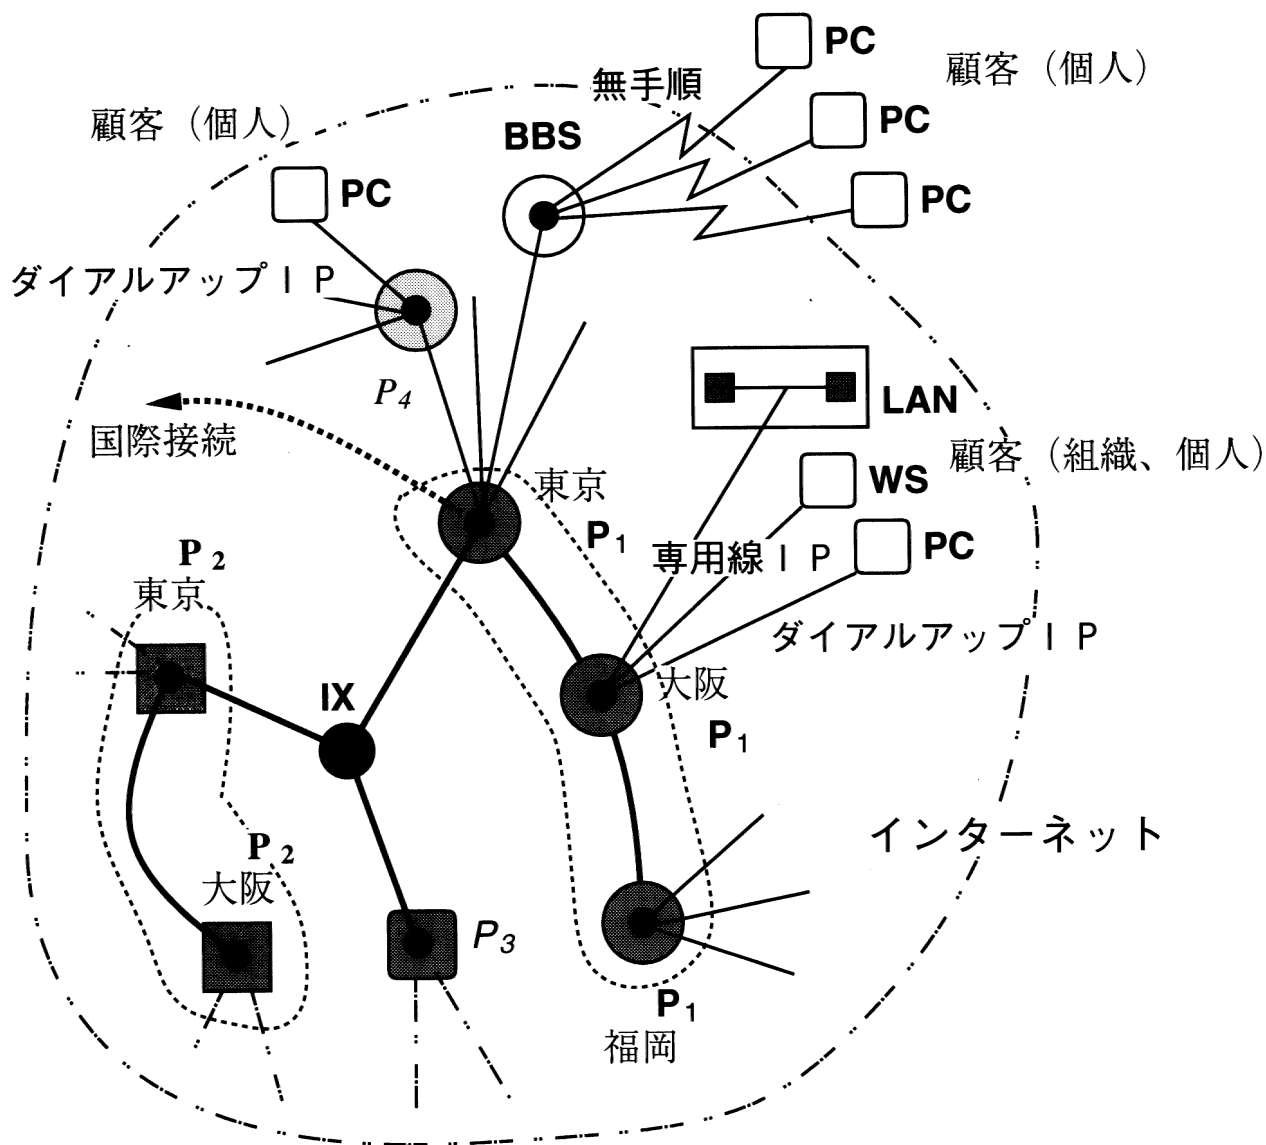 PC
顧客（個人）
無手順
顧客（個人）
BBS
PC
PC
PC
ダイアルアップＩＰ
P4
LAN
国際接続
顧客（組織、個人）
東京
WS
P1
専用線ＩＰ
PC
P2
東京
ダイアルアップＩＰ
IX
大阪
P1
インターネット
P2
大阪
P3
P1
福岡